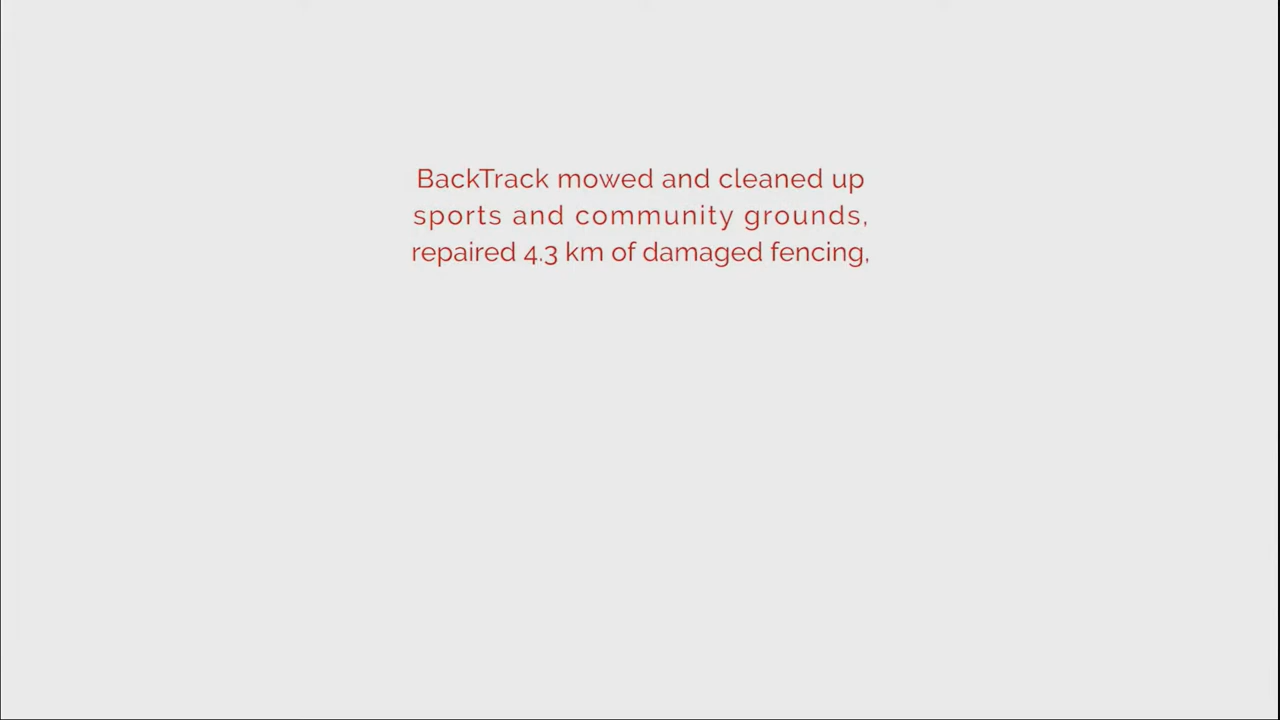 BackTrack mowed and cleaned up
sports and community grounds,
repaired 4.3 km of damaged fencing,